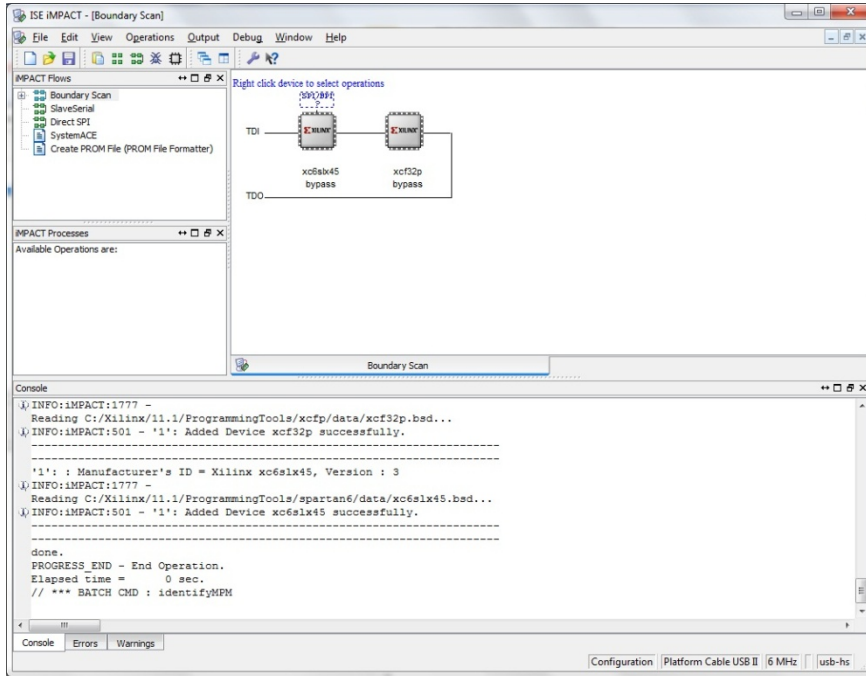 ISE iMPACT - [Boundary Scan]
File Edit View Operations Output Debug Window Help
iMPACT Flows
Boundary Scan
SlaveSerial
Direct SPI
SystemACE
Create PROM File (PROM File Formatter)
iMPACT Processes
Available Operations are:
Right click device to select operations
SPI/BPI
?
TDI
XILINX
XILINX
xc6slx45
bypass
xcf32p
bypass
TDO
Boundary Scan
Console
INFO:iMPACT:1777 -
Reading C:/Xilinx/11.1/ProgrammingTools/xcfp/data/xcf32p.bsd...
INFO:iMPACT:501 - '1': Added Device xcf32p successfully.
----------------------------------------------------------------------
----------------------------------------------------------------------
'1': : Manufacturer's ID = Xilinx xc6slx45, Version : 3
INFO:iMPACT:1777 -
Reading C:/Xilinx/11.1/ProgrammingTools/spartan6/data/xc6slx45.bsd...
INFO:iMPACT:501 - '1': Added Device xc6slx45 successfully.
----------------------------------------------------------------------
----------------------------------------------------------------------
done.
PROGRESS_END - End Operation.
Elapsed time =      0 sec.
// *** BATCH CMD : identifyMPM
Console Errors Warnings
Configuration Platform Cable USB II 6 MHz usb-hs